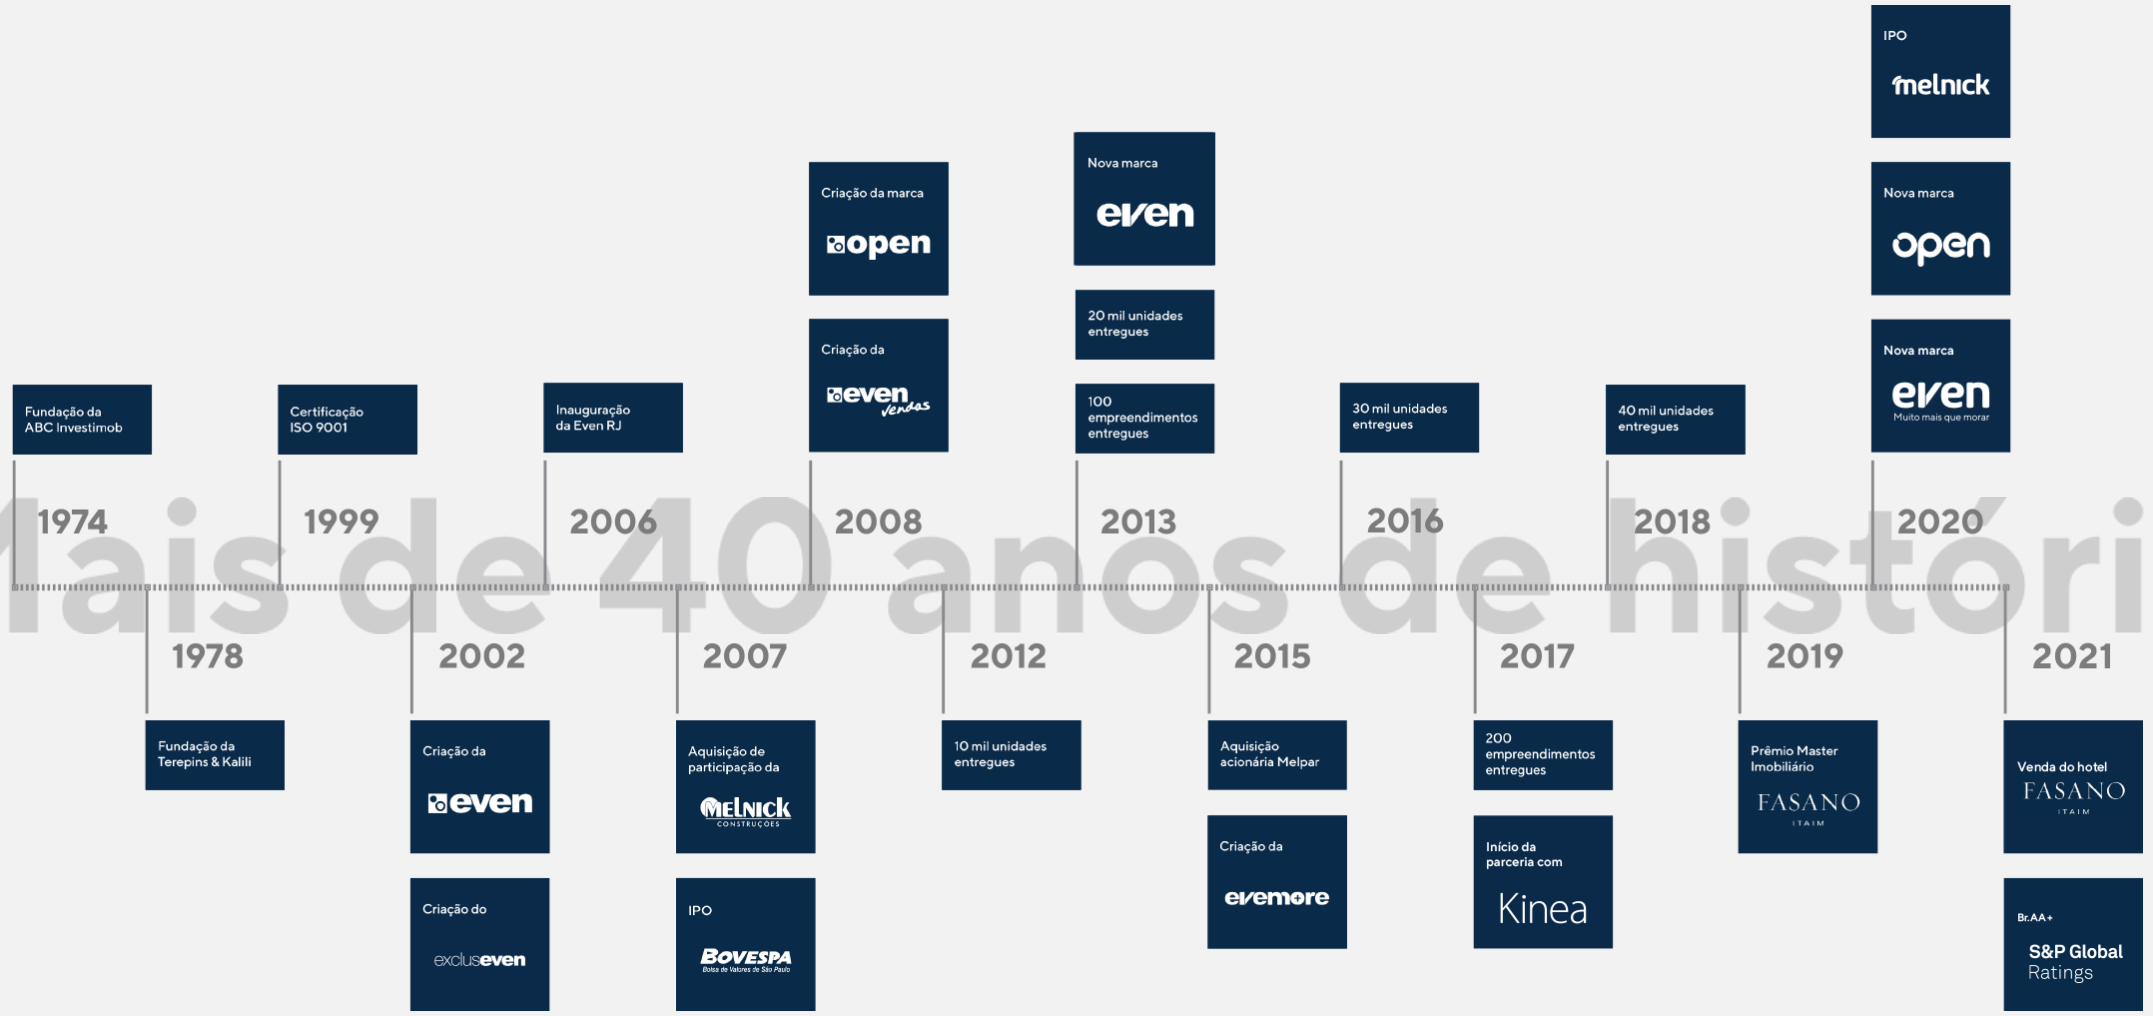 IPO
melnick
Nova marca
even
Criação da marca
open
Nova marca
open
20 mil unidades
entregues
Criação da
even
vendas
Nova marca
even
Muito mais que morar
Fundação da
ABC Investimob
Certificação
ISO 9001
Inauguração
da Even RJ
100
empreendimentos
entregues
30 mil unidades
entregues
40 mil unidades
entregues
1974
1999
2006
2008
2013
2016
2018
2020
Mais de 40 anos de históri
1978
2002
2007
2012
2015
2017
2019
2021
Fundação da
Terepins & Kalili
Criação da
even
Aquisição de
participação da
MELNICK
CONSTRUÇÕES
10 mil unidades
entregues
Aquisição
acionária Melpar
200
empreendimentos
entregues
Prêmio Master
Imobiliário
FASANO
ITAIM
Venda do hotel
FASANO
ITAIM
Criação do
excluseven
IPO
BOVESPA
Bolsa de Valores de São Paulo
Criação da
evemore
Início da
parceria com
Kinea
Br.AA+
S&P Global
Ratings